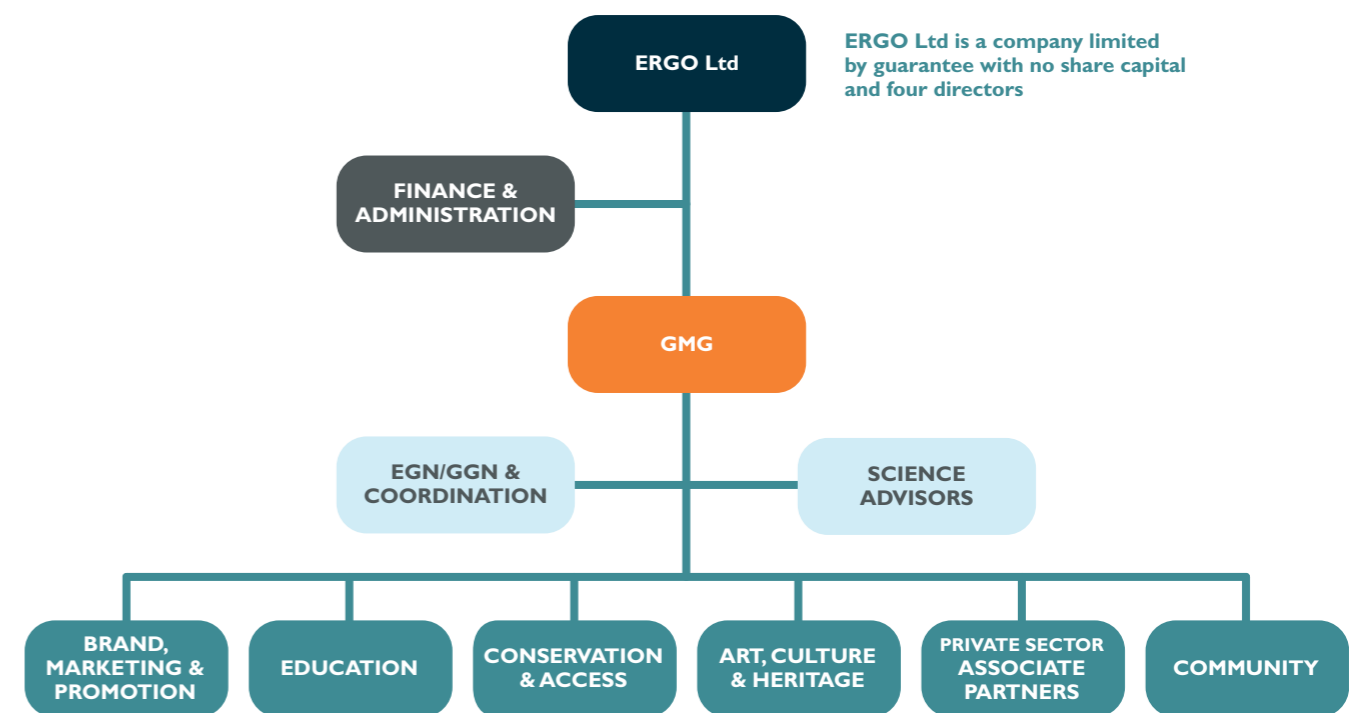 ERGO Ltd
ERGO Ltd is a company limited
by guarantee with no share capital
and four directors
FINANCE &
ADMINISTRATION
GMG
EGN/GGN &
COORDINATION
SCIENCE
ADVISORS
BRAND,
MARKETING &
PROMOTION
EDUCATION
CONSERVATION
& ACCESS
ART, CULTURE
& HERITAGE
PRIVATE SECTOR
ASSOCIATE
PARTNERS
COMMUNITY